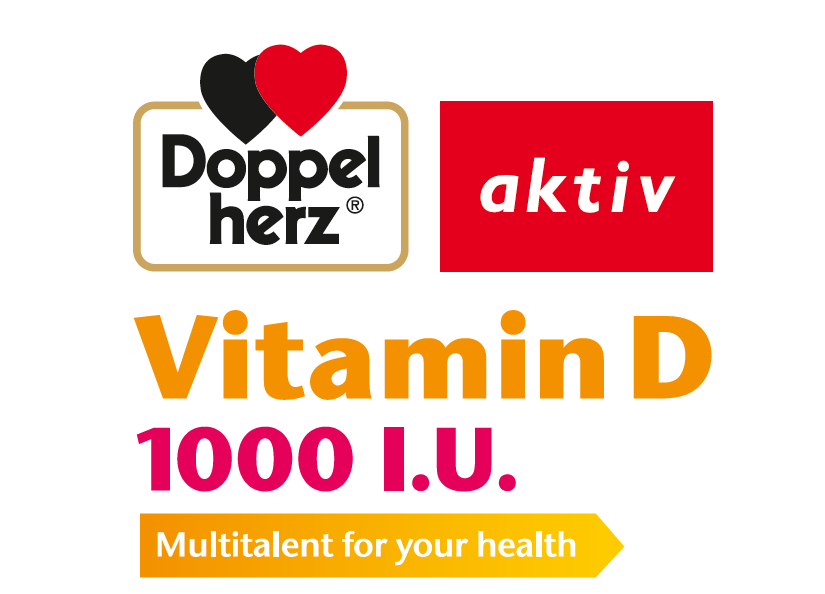 Doppel
herz®
aktiv
Vitamin D
1000 I.U.
Multitalent for your health